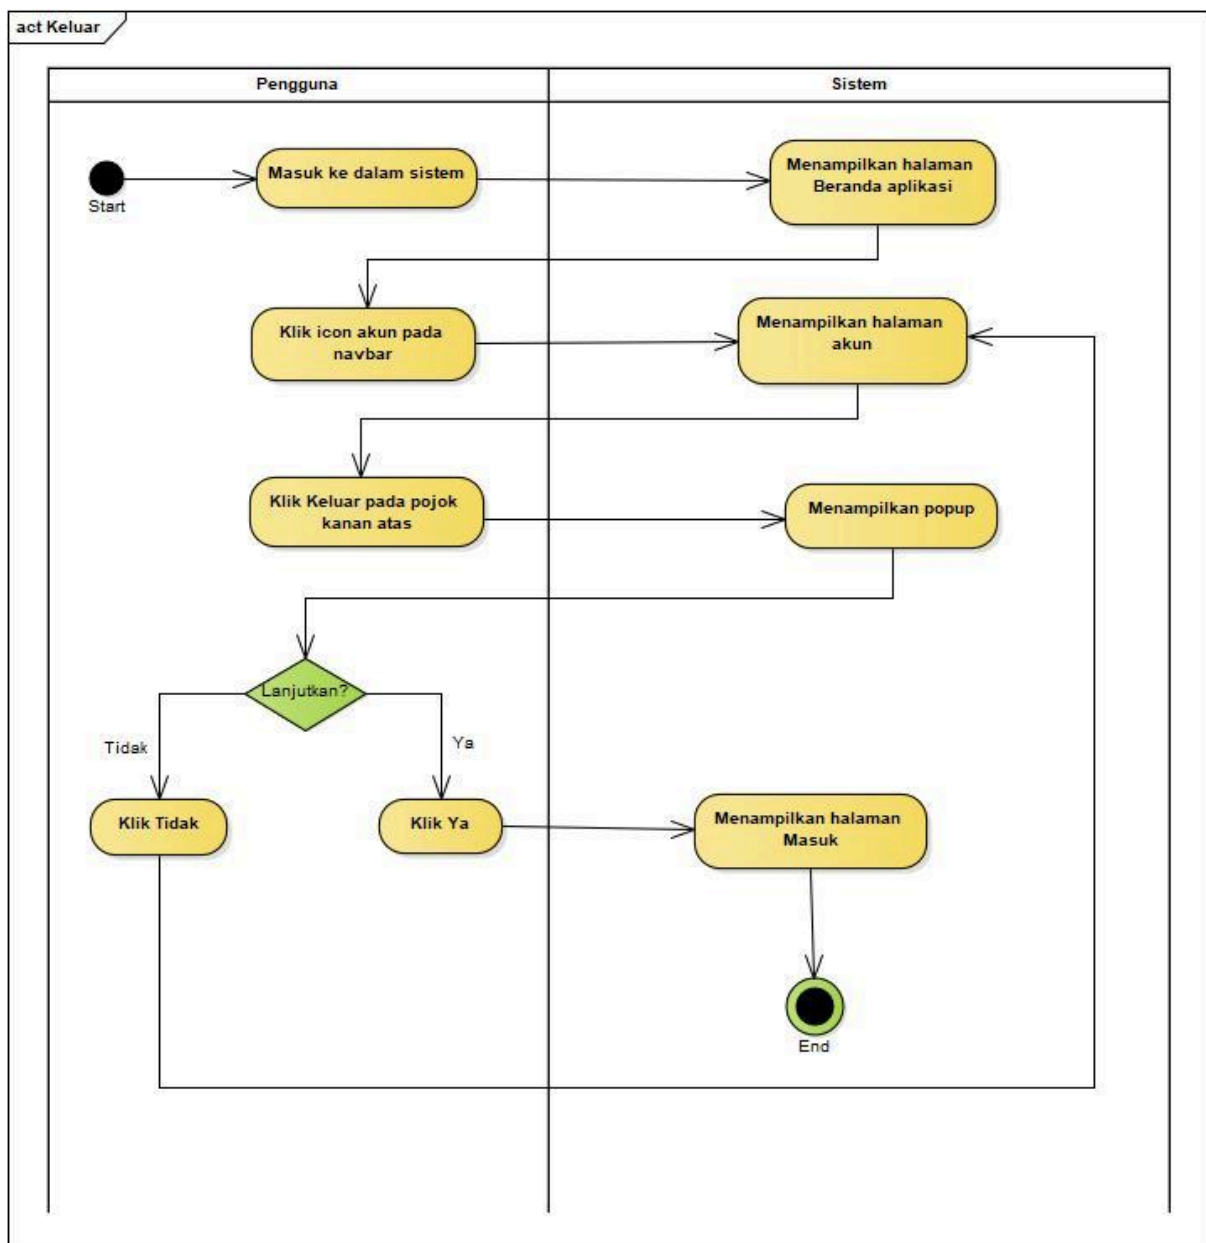 act Keluar
Pengguna
Sistem
Start
Masuk ke dalam sistem
Menampilkan halaman
Beranda aplikasi
Klik icon akun pada
navbar
Menampilkan halaman
akun
Klik Keluar pada pojok
kanan atas
Menampilkan popup
Lanjutkan?
Tidak
Ya
Klik Tidak
Klik Ya
Menampilkan halaman
Masuk
End